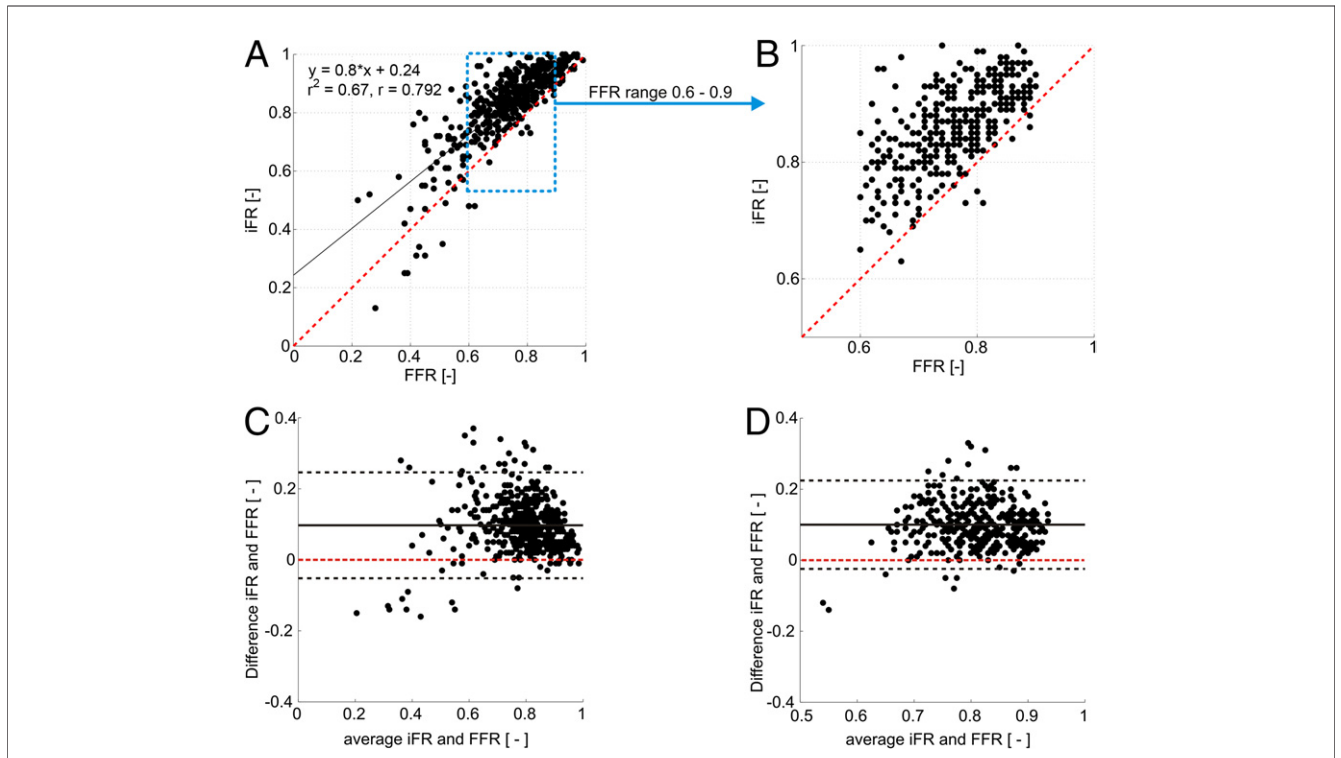 A
y = 0.8*x + 0.24
r² = 0.67, r = 0.792
1
0.8
0.6
0.4
0.2
0
iFR [-]
0 0.2 0.4 0.6 0.8 1
FFR [-]
FFR range 0.6 - 0.9
B
1
0.8
0.6
iFR [-]
0.6 0.8 1
FFR [-]
C
0.4
0.2
0
-0.2
-0.4
Difference iFR and FFR [ - ]
0 0.2 0.4 0.6 0.8 1
average iFR and FFR [ - ]
D
0.4
0.2
0
-0.2
-0.4
Difference iFR and FFR [ - ]
0.5 0.6 0.7 0.8 0.9 1
average iFR and FFR [ - ]